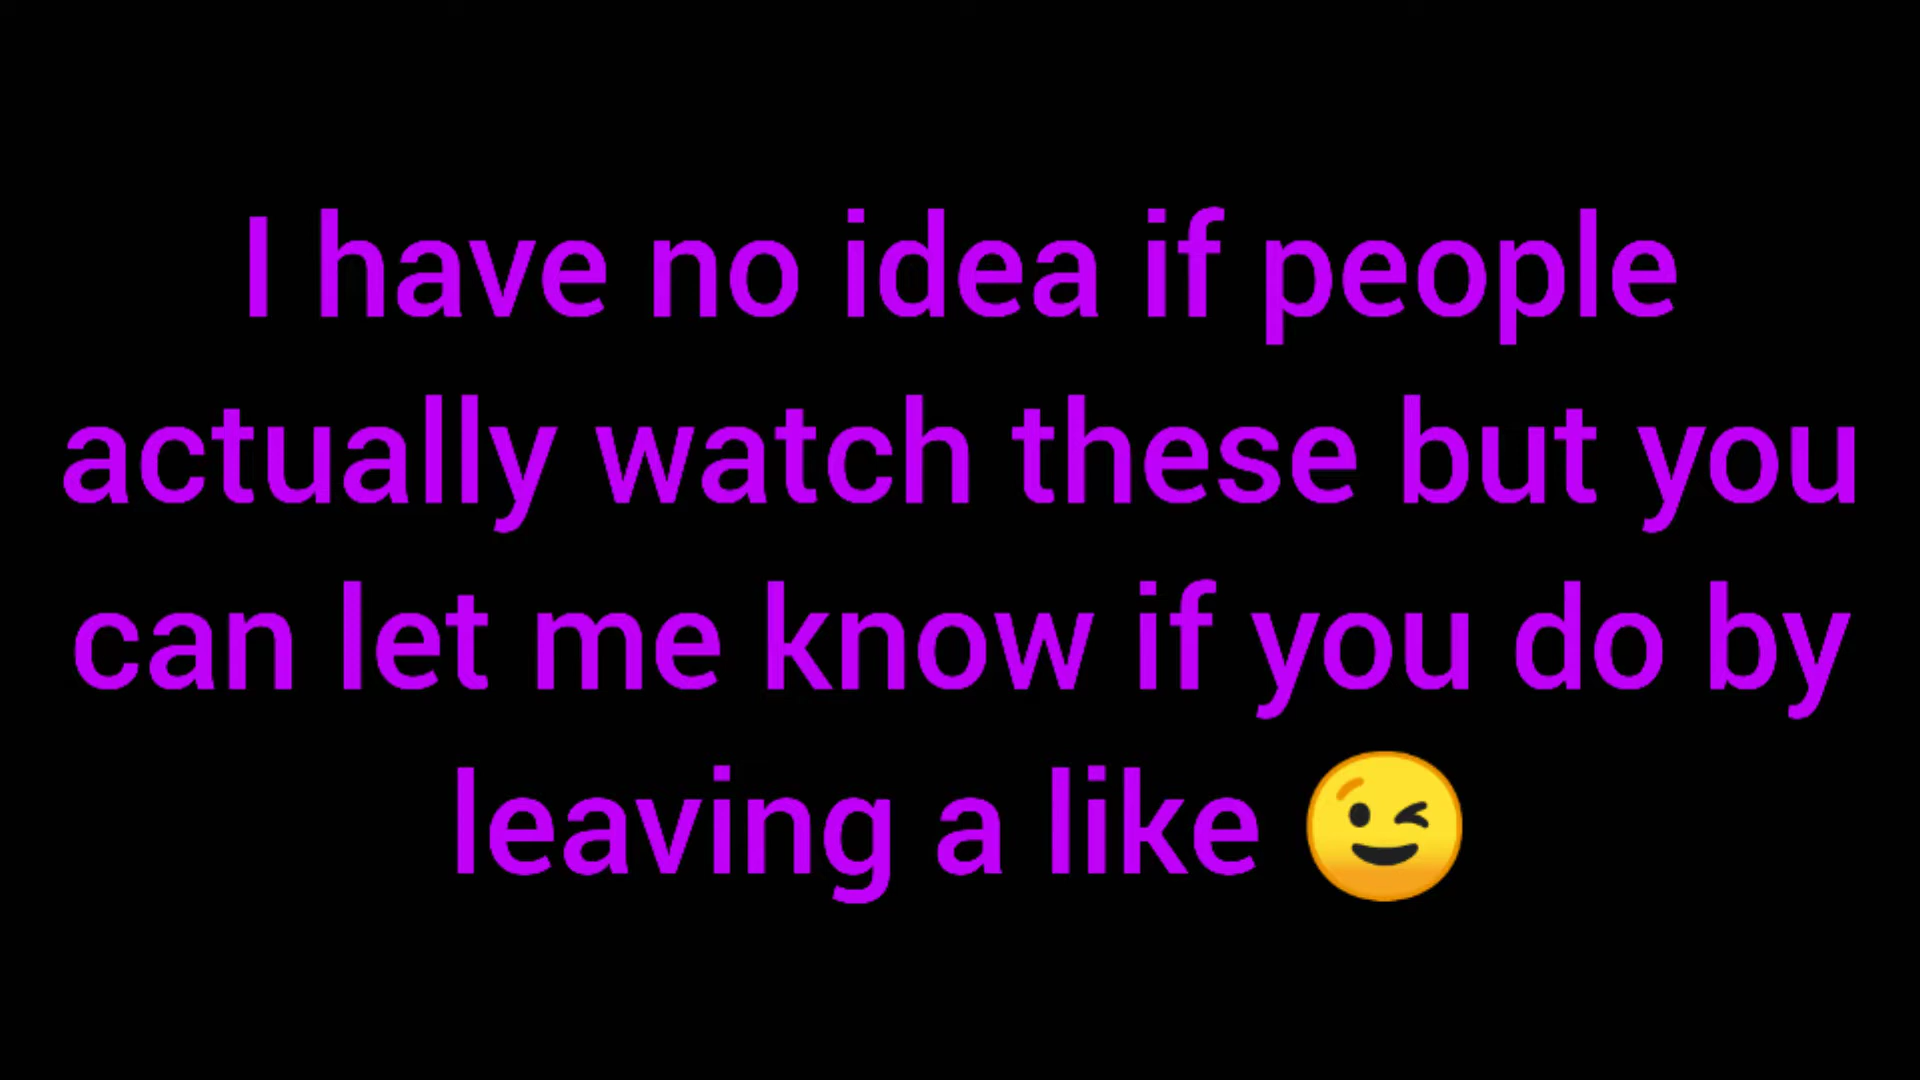 I have no idea if people
actually watch these but you
can let me know if you do by
leaving a like 😉